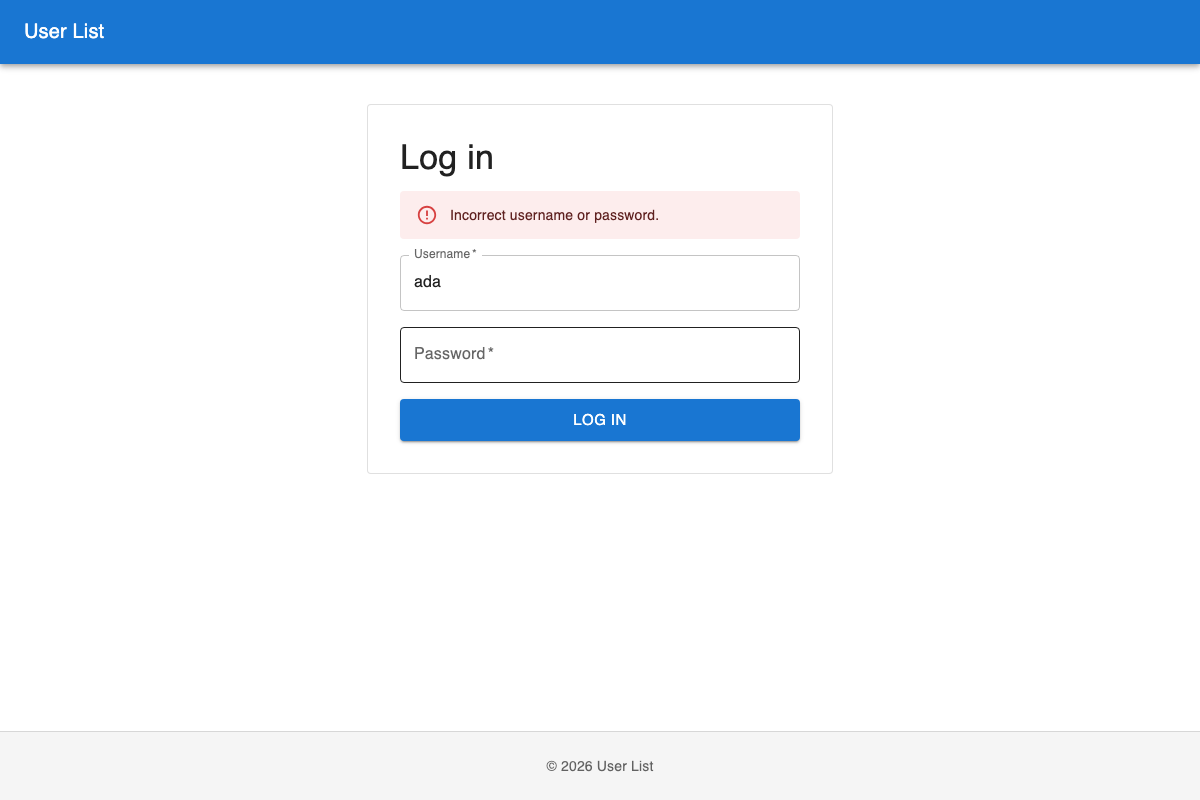 User List
Log in
Incorrect username or password.
Username *
ada
Password *
LOG IN
© 2026 User List